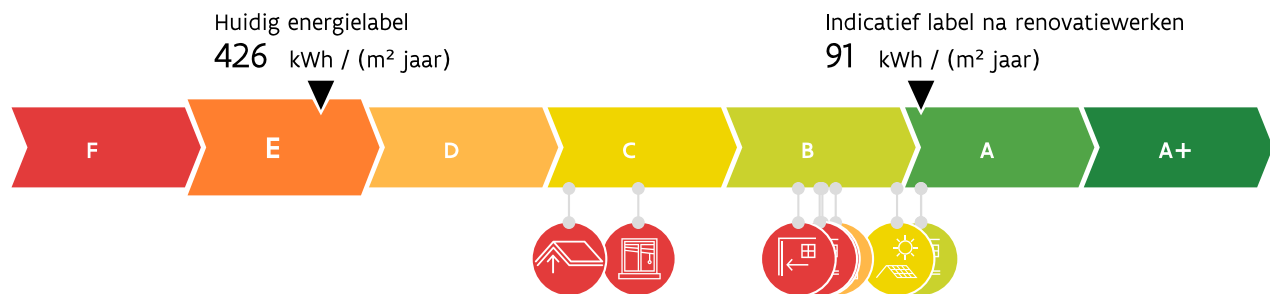 Huidig energielabel
426 kWh / (m² jaar)
Indicatief label na renovatiewerken
91 kWh / (m² jaar)
F E D C B A A+